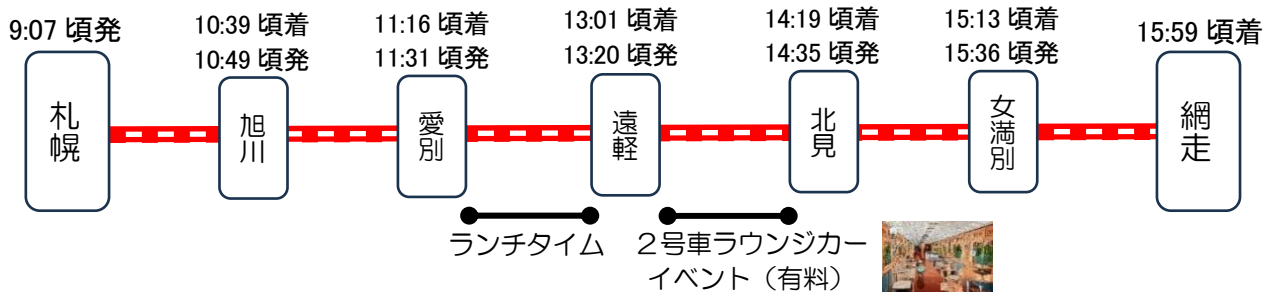 9:07 頃発
10:39 頃着
10:49 頃発
11:16 頃着
11:31 頃発
13:01 頃着
13:20 頃発
14:19 頃着
14:35 頃発
15:13 頃着
15:36 頃発
15:59 頃着
札幌
旭川
愛別
遠軽
北見
女満別
網走
ランチタイム
２号車ラウンジカー
イベント（有料）